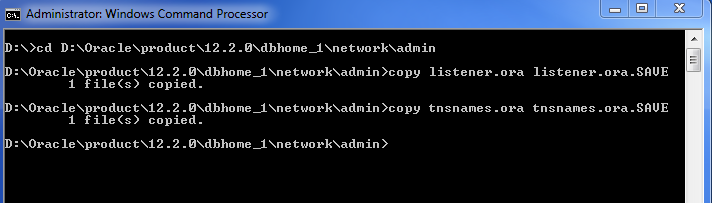 Administrator: Windows Command Processor
D:\>cd D:\Oracle\product\12.2.0\dbhome_1\network\admin
D:\Oracle\product\12.2.0\dbhome_1\network\admin>copy listener.ora listener.ora.SAVE
1 file(s) copied.
D:\Oracle\product\12.2.0\dbhome_1\network\admin>copy tnsnames.ora tnsnames.ora.SAVE
1 file(s) copied.
D:\Oracle\product\12.2.0\dbhome_1\network\admin>